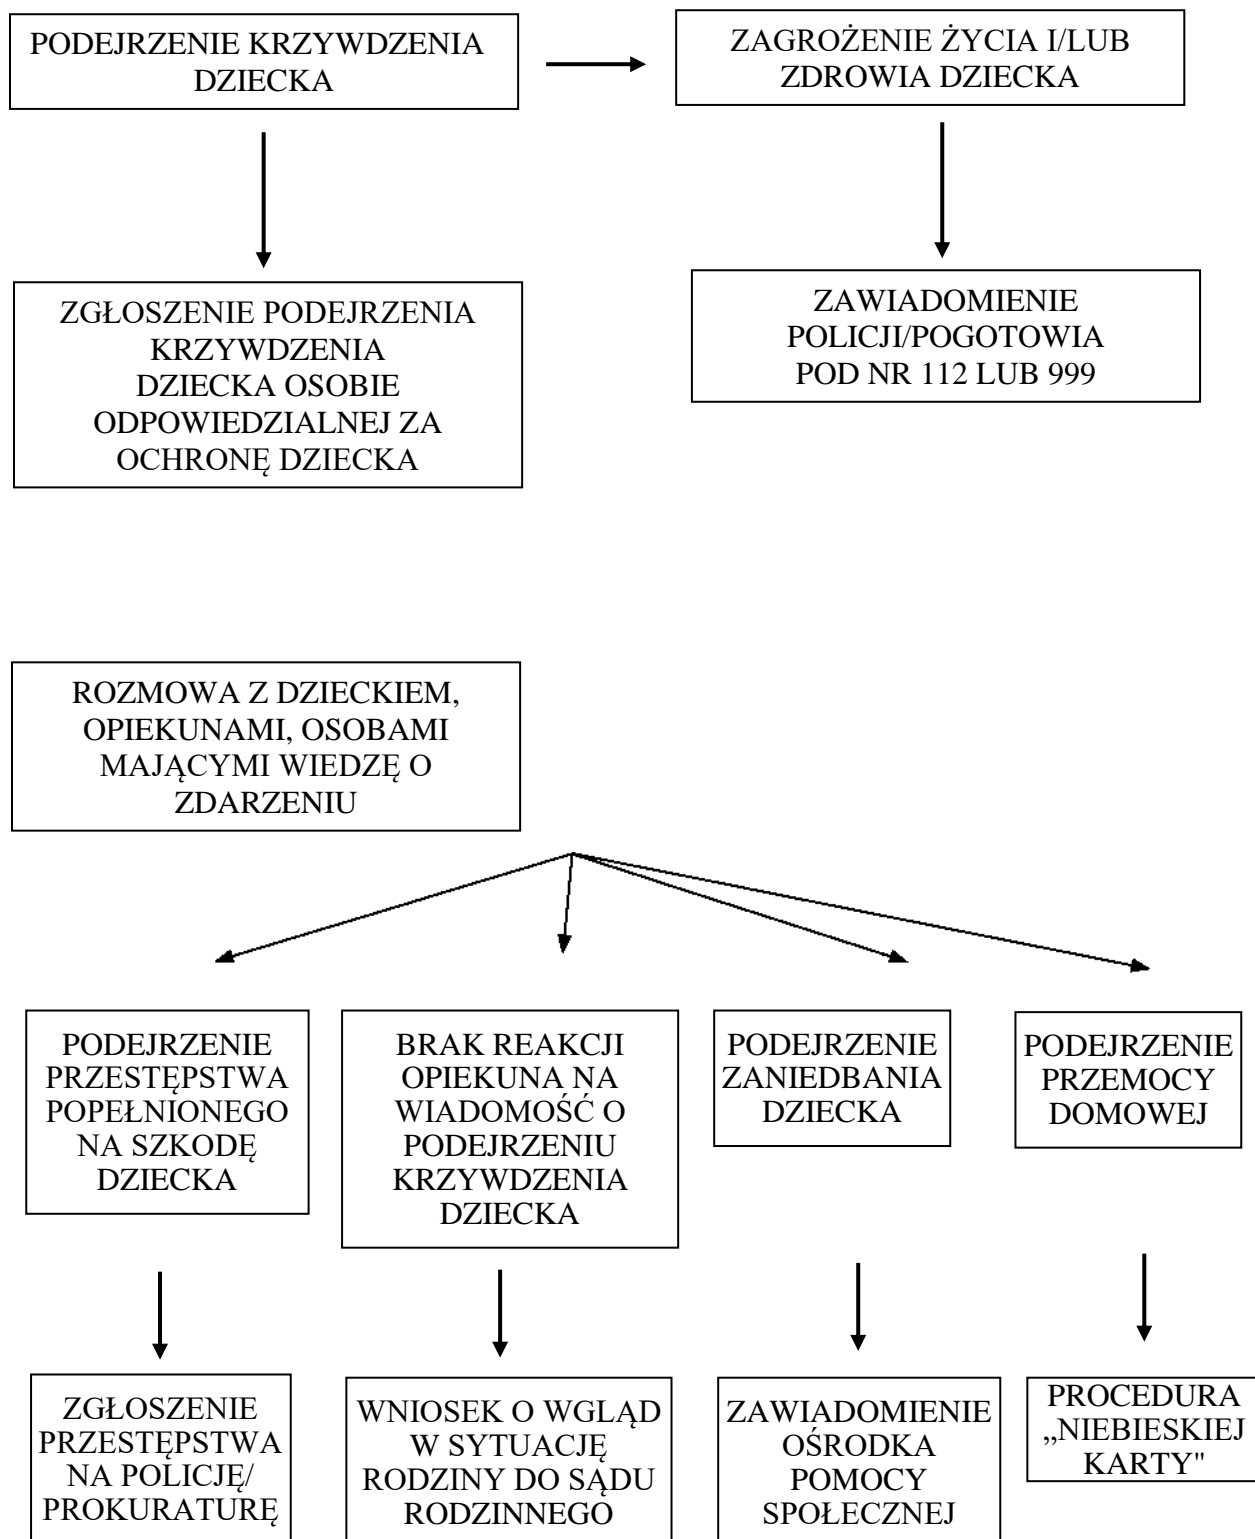 PODEJRZENIE KRZYWDZENIA
DZIECKA
ZAGROŻENIE ŻYCIA I/LUB
ZDROWIA DZIECKA
ZGŁOSZENIE PODEJRZENIA
KRZYWDZENIA
DZIECKA OSOBIE
ODPOWIEDZIALNEJ ZA
OCHRONĘ DZIECKA
ZAWIADOMIENIE
POLICJI/POGOTOWIA
POD NR 112 LUB 999
ROZMOWA Z DZIECKIEM,
OPIEKUNAMI, OSOBAMI
MAJĄCYMI WIEDZĘ O
ZDARZENIU
PODEJRZENIE
PRZESTĘPSTWA
POPEŁNIONEGO
NA SZKODĘ
DZIECKA
BRAK REAKCJI
OPIEKUNA NA
WIADOMOŚĆ O
PODEJRZENIU
KRZYWDZENIA
DZIECKA
PODEJRZENIE
ZANIEDBANIA
DZIECKA
PODEJRZENIE
PRZEMOCY
DOMOWEJ
ZGŁOSZENIE
PRZESTĘPSTWA
NA POLICJĘ/
PROKURATURĘ
WNIOSEK O WGLĄD
W SYTUACJĘ
RODZINY DO SĄDU
RODZINNEGO
ZAWIADOMIENIE
OŚRODKA
POMOCY
SPOŁECZNEJ
PROCEDURA
„NIEBIESKIEJ
KARTY"